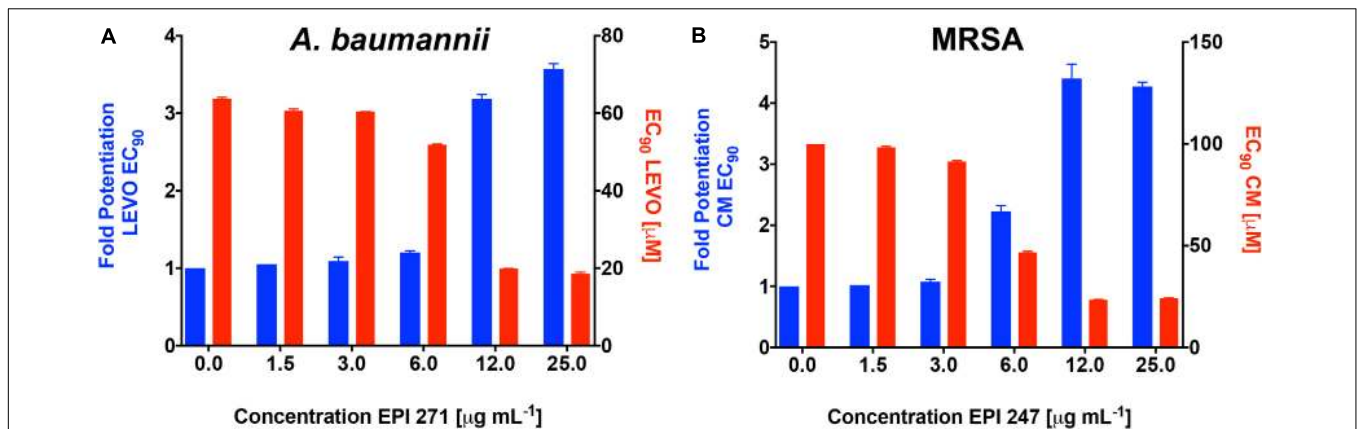 A
A. baumannii
Fold Potentiation
LEVO EC90
4
3
2
1
0
80
60
40
20
0
EC90 LEVO [μM]
0.0 1.5 3.0 6.0 12.0 25.0
Concentration EPI 271 [μg mL-1]
B
MRSA
Fold Potentiation
CM EC90
5
4
3
2
1
0
150
100
50
0
EC90 CM [μM]
0.0 1.5 3.0 6.0 12.0 25.0
Concentration EPI 247 [μg mL-1]